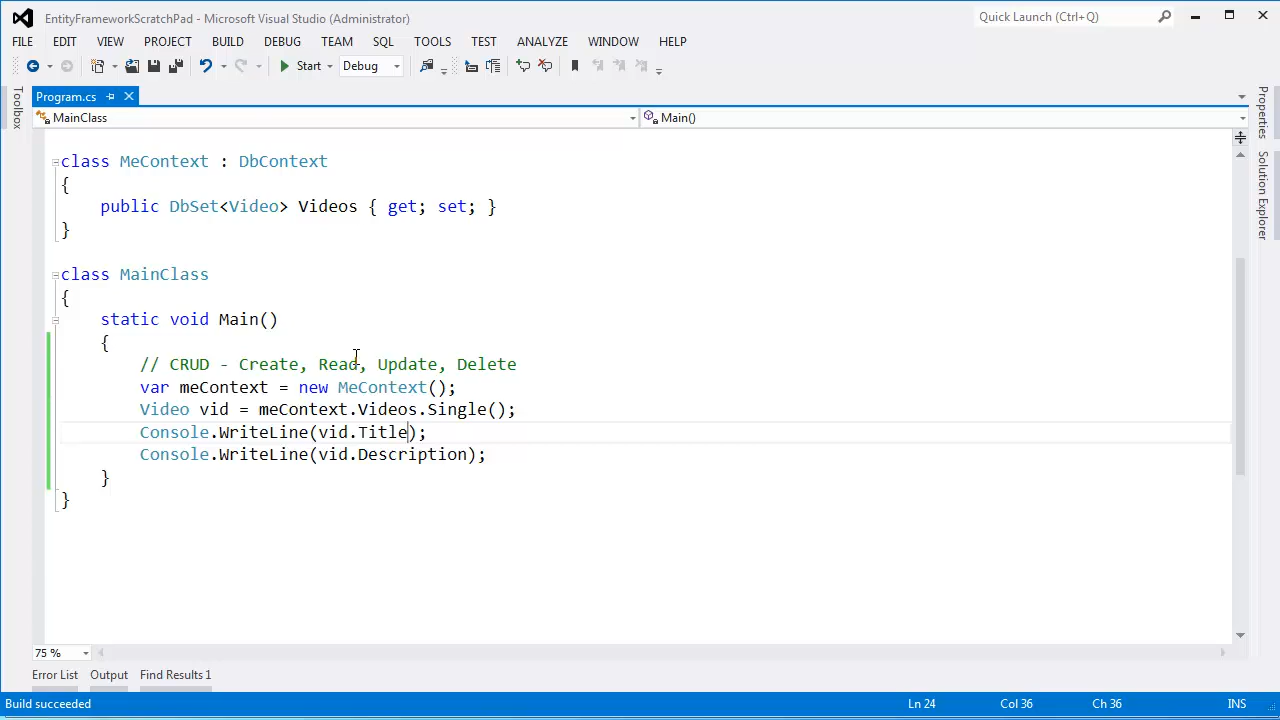 EntityFrameworkScratchPad - Microsoft Visual Studio (Administrator)
Quick Launch (Ctrl+Q)
FILE EDIT VIEW PROJECT BUILD DEBUG TEAM SQL TOOLS TEST ANALYZE WINDOW HELP
Start Debug
Toolbox
Program.cs
MainClass Main()
class MeContext : DbContext
{
public DbSet<Video> Videos { get; set; }
}
class MainClass
{
static void Main()
{
// CRUD - Create, Read, Update, Delete
var meContext = new MeContext();
Video vid = meContext.Videos.Single();
Console.WriteLine(vid.Title);
Console.WriteLine(vid.Description);
}
}
Properties
Solution Explorer
75 %
Error List Output Find Results 1
Build succeeded Ln 24 Col 36 Ch 36 INS